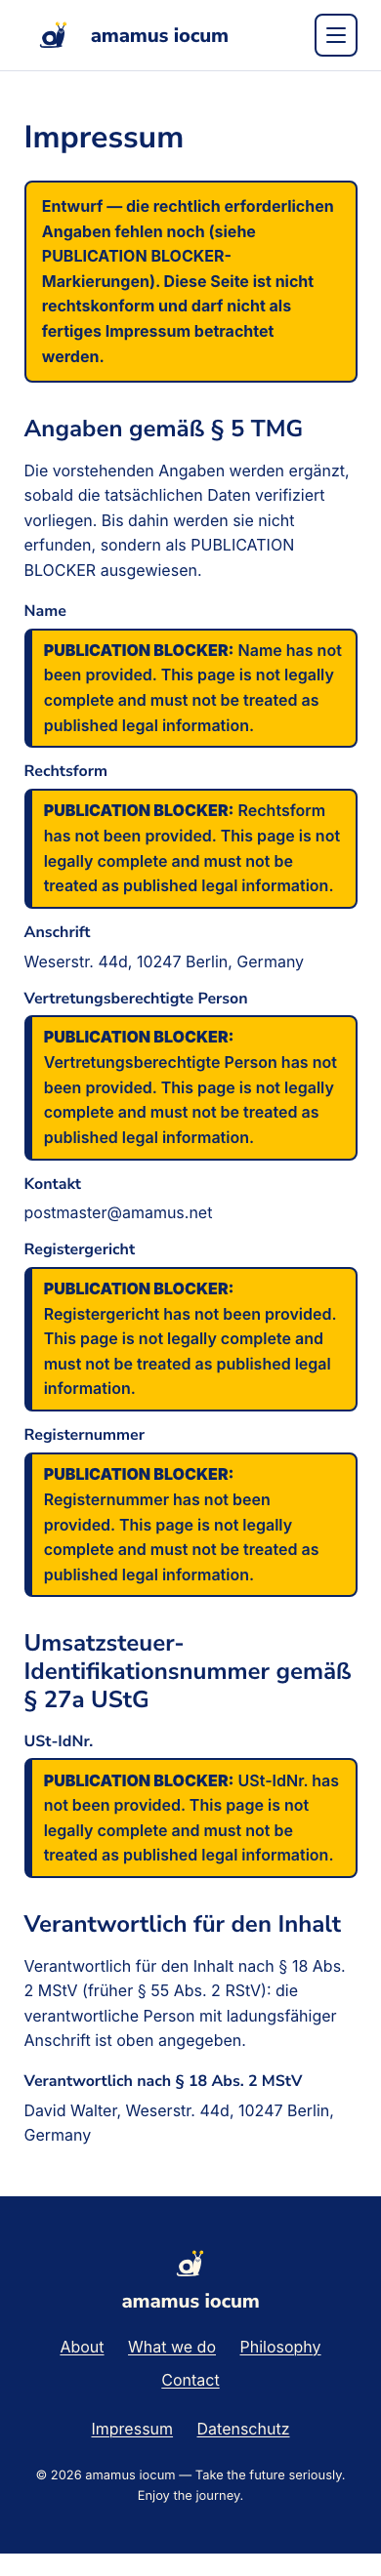 amamus iocum
Impressum
Entwurf — die rechtlich erforderlichen
Angaben fehlen noch (siehe
PUBLICATION BLOCKER-
Markierungen). Diese Seite ist nicht
rechtskonform und darf nicht als
fertiges Impressum betrachtet
werden.
Angaben gemäß § 5 TMG
Die vorstehenden Angaben werden ergänzt,
sobald die tatsächlichen Daten verifiziert
vorliegen. Bis dahin werden sie nicht
erfunden, sondern als PUBLICATION
BLOCKER ausgewiesen.
Name
PUBLICATION BLOCKER: Name has not
been provided. This page is not legally
complete and must not be treated as
published legal information.
Rechtsform
PUBLICATION BLOCKER: Rechtsform
has not been provided. This page is not
legally complete and must not be
treated as published legal information.
Anschrift
Weserstr. 44d, 10247 Berlin, Germany
Vertretungsberechtigte Person
PUBLICATION BLOCKER:
Vertretungsberechtigte Person has not
been provided. This page is not legally
complete and must not be treated as
published legal information.
Kontakt
postmaster@amamus.net
Registergericht
PUBLICATION BLOCKER:
Registergericht has not been provided.
This page is not legally complete and
must not be treated as published legal
information.
Registernummer
PUBLICATION BLOCKER:
Registernummer has not been
provided. This page is not legally
complete and must not be treated as
published legal information.
Umsatzsteuer-
Identifikationsnummer gemäß
§ 27a UStG
USt-IdNr.
PUBLICATION BLOCKER: USt-IdNr. has
not been provided. This page is not
legally complete and must not be
treated as published legal information.
Verantwortlich für den Inhalt
Verantwortlich für den Inhalt nach § 18 Abs.
2 MStV (früher § 55 Abs. 2 RStV): die
verantwortliche Person mit ladungsfähiger
Anschrift ist oben angegeben.
Verantwortlich nach § 18 Abs. 2 MStV
David Walter, Weserstr. 44d, 10247 Berlin,
Germany
amamus iocum
About What we do Philosophy
Contact
Impressum Datenschutz
© 2026 amamus iocum — Take the future seriously.
Enjoy the journey.